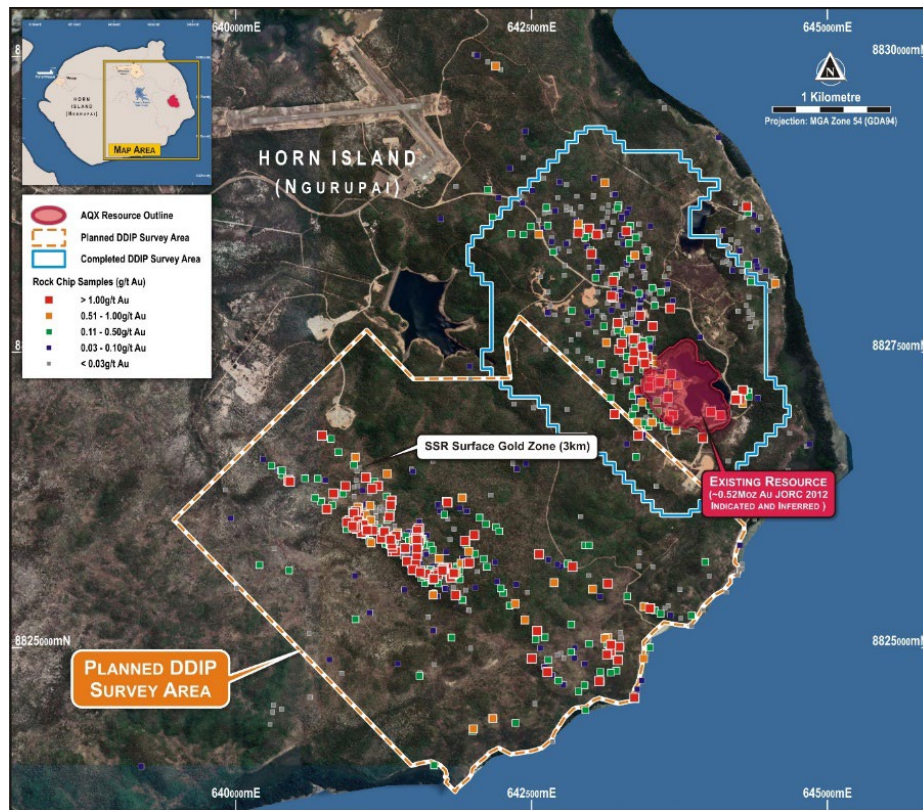 640000mE
642500mE
645000mE
8830000mN
HORN
ISLAND
(NGURUPAI)
MAP AREA
1 Kilometre
Projection: MGA Zone 54 (GDA94)
HORN ISLAND
(NGURUPAI)
AQX Resource Outline
Planned DDIP Survey Area
Completed DDIP Survey Area
Rock Chip Samples (g/t Au)
> 1.00g/t Au
0.51 - 1.00g/t Au
0.11 - 0.50g/t Au
0.03 - 0.10g/t Au
< 0.03g/t Au
8827500mN
SSR Surface Gold Zone (3km)
EXISTING RESOURCE
(~0.52Moz Au JORC 2012
INDICATED AND INFERRED )
8825000mN
8825000mN
PLANNED DDIP
SURVEY AREA
640000mE
642500mE
645000mE